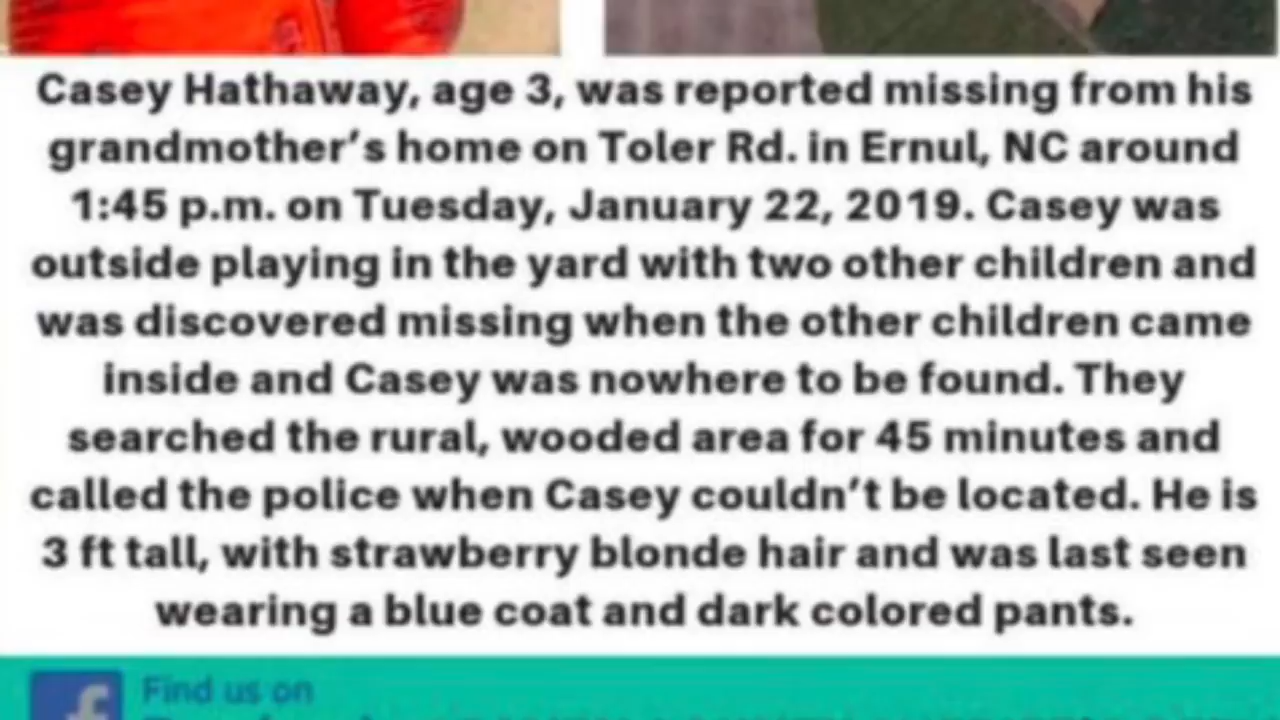 Casey Hathaway, age 3, was reported missing from his
grandmother's home on Toler Rd. in Ernul, NC around
1:45 p.m. on Tuesday, January 22, 2019. Casey was
outside playing in the yard with two other children and
was discovered missing when the other children came
inside and Casey was nowhere to be found. They
searched the rural, wooded area for 45 minutes and
called the police when Casey couldn't be located. He is
3 ft tall, with strawberry blonde hair and was last seen
wearing a blue coat and dark colored pants.
f Find us on